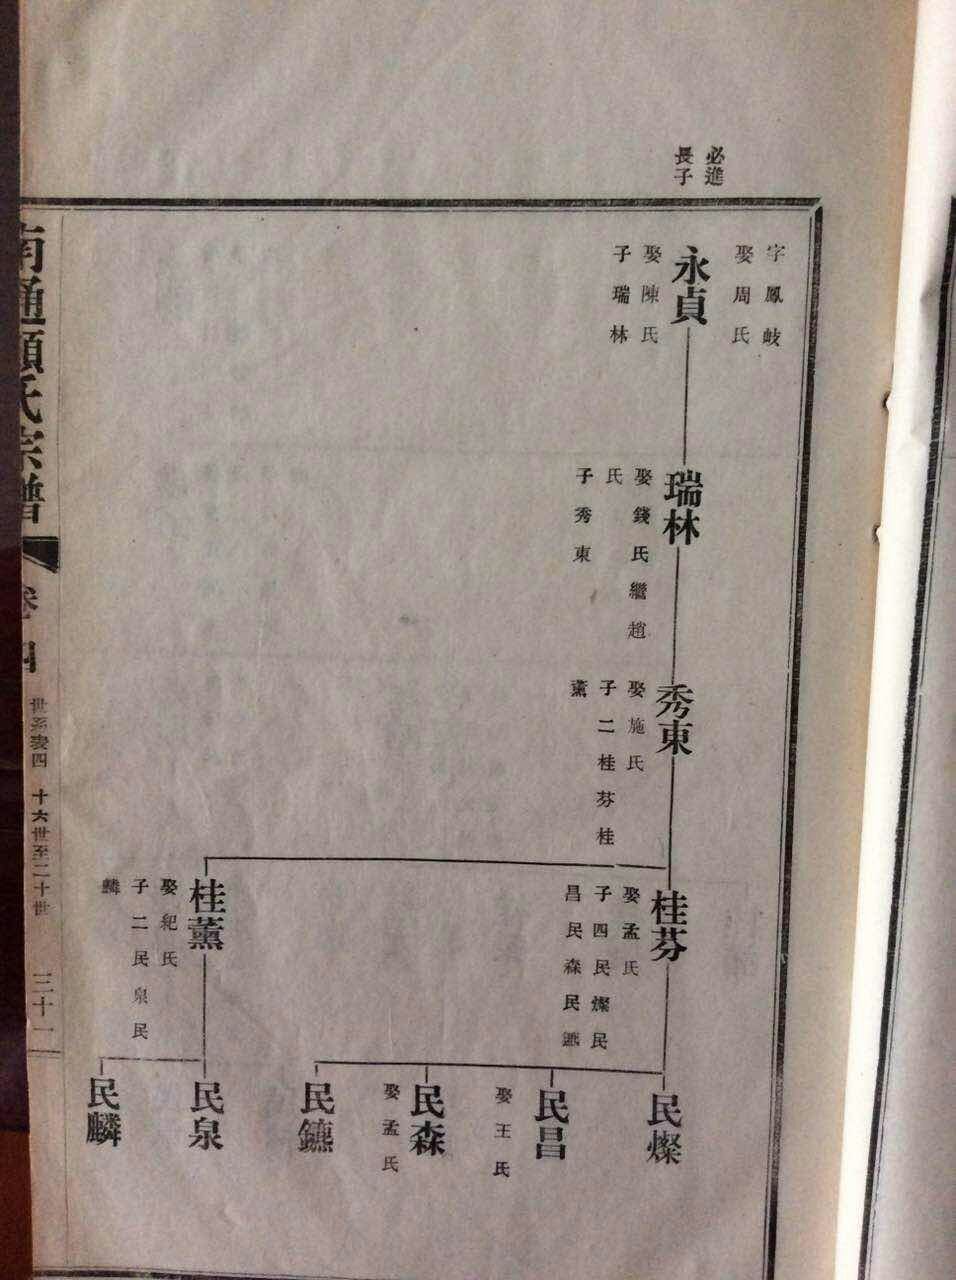 必進
長子
字鳳岐
娶周氏
永貞
娶陳氏
子瑞林
瑞林
娶錢氏繼趙
氏
子秀東
秀東
娶施氏
子二桂芬桂
薰
桂芬
娶孟氏
子四民燦民
昌民森民鑣
桂薰
娶紀氏
子二民泉民
麟
民燦
民昌
娶王氏
民森
娶孟氏
民鑣
民泉
民麟
南通顧氏宗譜
卷四
世系表四 十六世至二十世
三十一